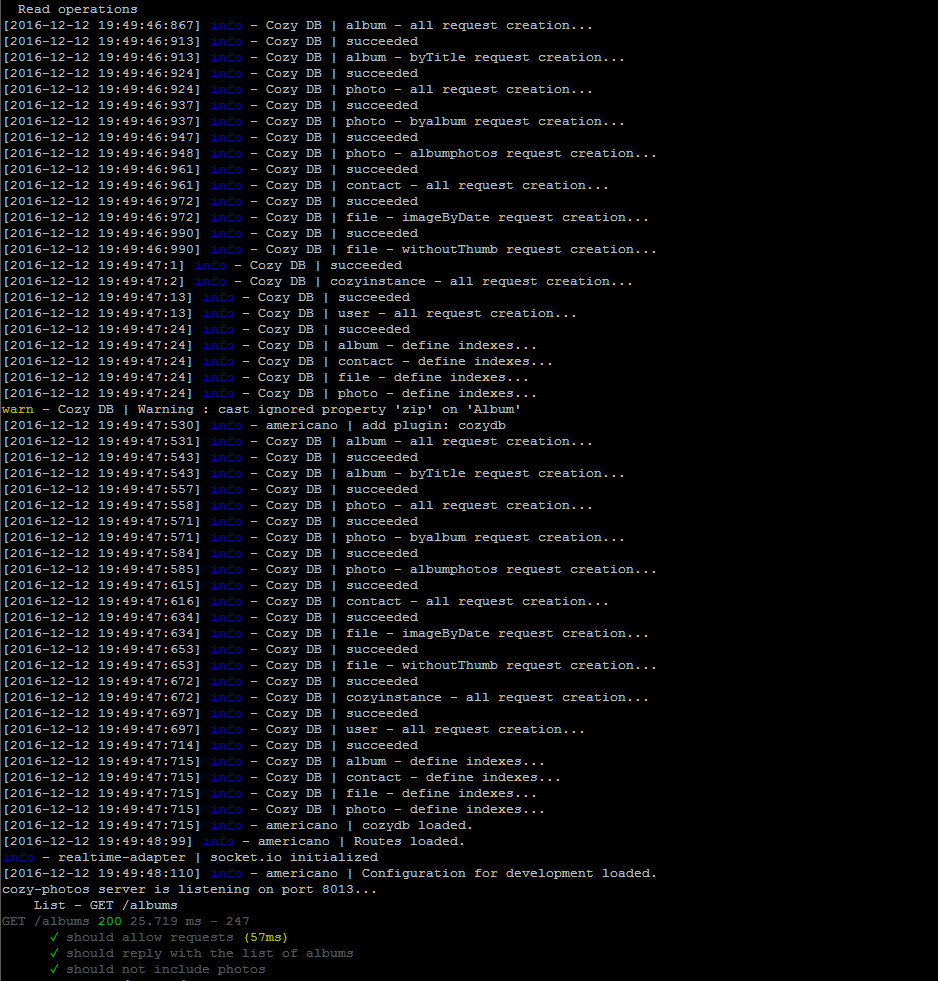 Read operations
[2016-12-12 19:49:46:867] info - Cozy DB | album - all request creation...
[2016-12-12 19:49:46:913] info - Cozy DB | succeeded
[2016-12-12 19:49:46:913] info - Cozy DB | album - byTitle request creation...
[2016-12-12 19:49:46:924] info - Cozy DB | succeeded
[2016-12-12 19:49:46:924] info - Cozy DB | photo - all request creation...
[2016-12-12 19:49:46:937] info - Cozy DB | succeeded
[2016-12-12 19:49:46:937] info - Cozy DB | photo - byalbum request creation...
[2016-12-12 19:49:46:947] info - Cozy DB | succeeded
[2016-12-12 19:49:46:948] info - Cozy DB | photo - albumphotos request creation...
[2016-12-12 19:49:46:961] info - Cozy DB | succeeded
[2016-12-12 19:49:46:961] info - Cozy DB | contact - all request creation...
[2016-12-12 19:49:46:972] info - Cozy DB | succeeded
[2016-12-12 19:49:46:972] info - Cozy DB | file - imageByDate request creation...
[2016-12-12 19:49:46:990] info - Cozy DB | succeeded
[2016-12-12 19:49:46:990] info - Cozy DB | file - withoutThumb request creation...
[2016-12-12 19:49:47:1] info - Cozy DB | succeeded
[2016-12-12 19:49:47:2] info - Cozy DB | cozyinstance - all request creation...
[2016-12-12 19:49:47:13] info - Cozy DB | succeeded
[2016-12-12 19:49:47:13] info - Cozy DB | user - all request creation...
[2016-12-12 19:49:47:24] info - Cozy DB | succeeded
[2016-12-12 19:49:47:24] info - Cozy DB | album - define indexes...
[2016-12-12 19:49:47:24] info - Cozy DB | contact - define indexes...
[2016-12-12 19:49:47:24] info - Cozy DB | file - define indexes...
[2016-12-12 19:49:47:24] info - Cozy DB | photo - define indexes...
warn - Cozy DB | Warning : cast ignored property 'zip' on 'Album'
[2016-12-12 19:49:47:530] info - americano | add plugin: cozydb
[2016-12-12 19:49:47:531] info - Cozy DB | album - all request creation...
[2016-12-12 19:49:47:543] info - Cozy DB | succeeded
[2016-12-12 19:49:47:543] info - Cozy DB | album - byTitle request creation...
[2016-12-12 19:49:47:557] info - Cozy DB | succeeded
[2016-12-12 19:49:47:558] info - Cozy DB | photo - all request creation...
[2016-12-12 19:49:47:571] info - Cozy DB | succeeded
[2016-12-12 19:49:47:571] info - Cozy DB | photo - byalbum request creation...
[2016-12-12 19:49:47:584] info - Cozy DB | succeeded
[2016-12-12 19:49:47:585] info - Cozy DB | photo - albumphotos request creation...
[2016-12-12 19:49:47:615] info - Cozy DB | succeeded
[2016-12-12 19:49:47:616] info - Cozy DB | contact - all request creation...
[2016-12-12 19:49:47:634] info - Cozy DB | succeeded
[2016-12-12 19:49:47:634] info - Cozy DB | file - imageByDate request creation...
[2016-12-12 19:49:47:653] info - Cozy DB | succeeded
[2016-12-12 19:49:47:653] info - Cozy DB | file - withoutThumb request creation...
[2016-12-12 19:49:47:672] info - Cozy DB | succeeded
[2016-12-12 19:49:47:672] info - Cozy DB | cozyinstance - all request creation...
[2016-12-12 19:49:47:697] info - Cozy DB | succeeded
[2016-12-12 19:49:47:697] info - Cozy DB | user - all request creation...
[2016-12-12 19:49:47:714] info - Cozy DB | succeeded
[2016-12-12 19:49:47:715] info - Cozy DB | album - define indexes...
[2016-12-12 19:49:47:715] info - Cozy DB | contact - define indexes...
[2016-12-12 19:49:47:715] info - Cozy DB | file - define indexes...
[2016-12-12 19:49:47:715] info - Cozy DB | photo - define indexes...
[2016-12-12 19:49:47:715] info - americano | cozydb loaded.
[2016-12-12 19:49:48:99] info - americano | Routes loaded.
info - realtime-adapter | socket.io initialized
[2016-12-12 19:49:48:110] info - americano | Configuration for development loaded.
cozy-photos server is listening on port 8013...
List - GET /albums
GET /albums 200 25.719 ms - 247
✓ should allow requests (57ms)
✓ should reply with the list of albums
✓ should not include photos